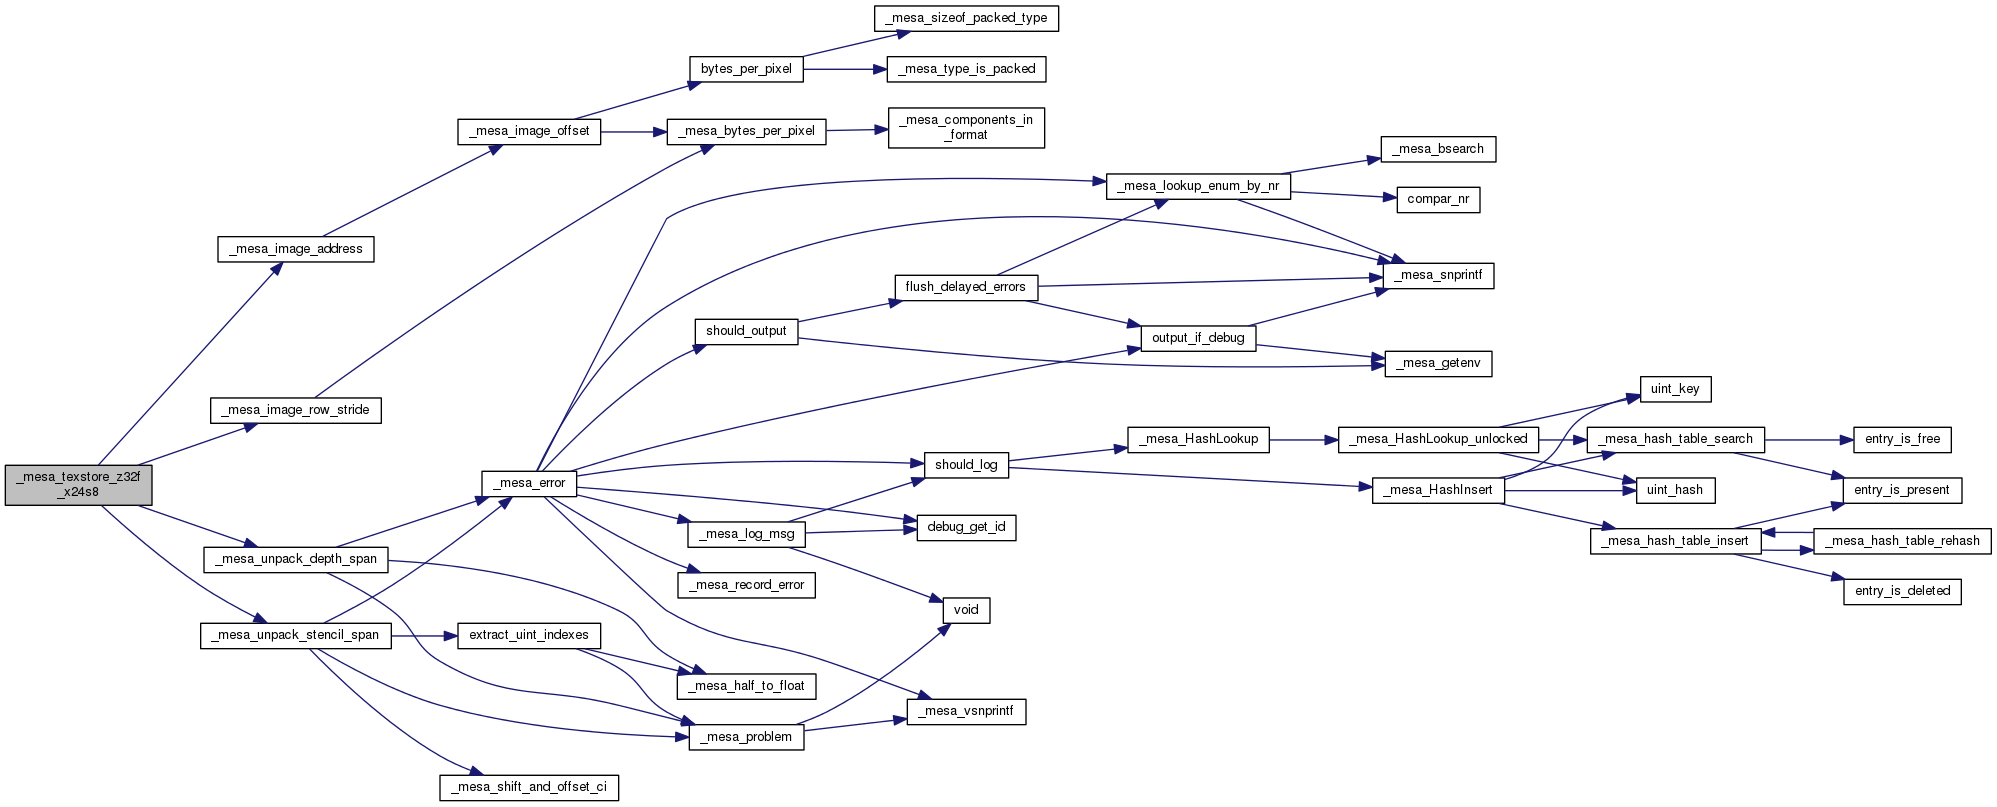 _mesa_sizeof_packed_type
bytes_per_pixel
_mesa_type_is_packed
_mesa_image_offset
_mesa_bytes_per_pixel
_mesa_components_in
_format
_mesa_bsearch
_mesa_lookup_enum_by_nr
compar_nr
_mesa_image_address
_mesa_snprintf
flush_delayed_errors
should_output
output_if_debug
_mesa_getenv
uint_key
_mesa_image_row_stride
_mesa_HashLookup
_mesa_HashLookup_unlocked
_mesa_hash_table_search
entry_is_free
should_log
_mesa_texstore_z32f
_x24s8
_mesa_error
_mesa_HashInsert
uint_hash
entry_is_present
debug_get_id
_mesa_log_msg
_mesa_hash_table_insert
_mesa_hash_table_rehash
_mesa_unpack_depth_span
_mesa_record_error
entry_is_deleted
void
_mesa_unpack_stencil_span
extract_uint_indexes
_mesa_half_to_float
_mesa_vsnprintf
_mesa_problem
_mesa_shift_and_offset_ci